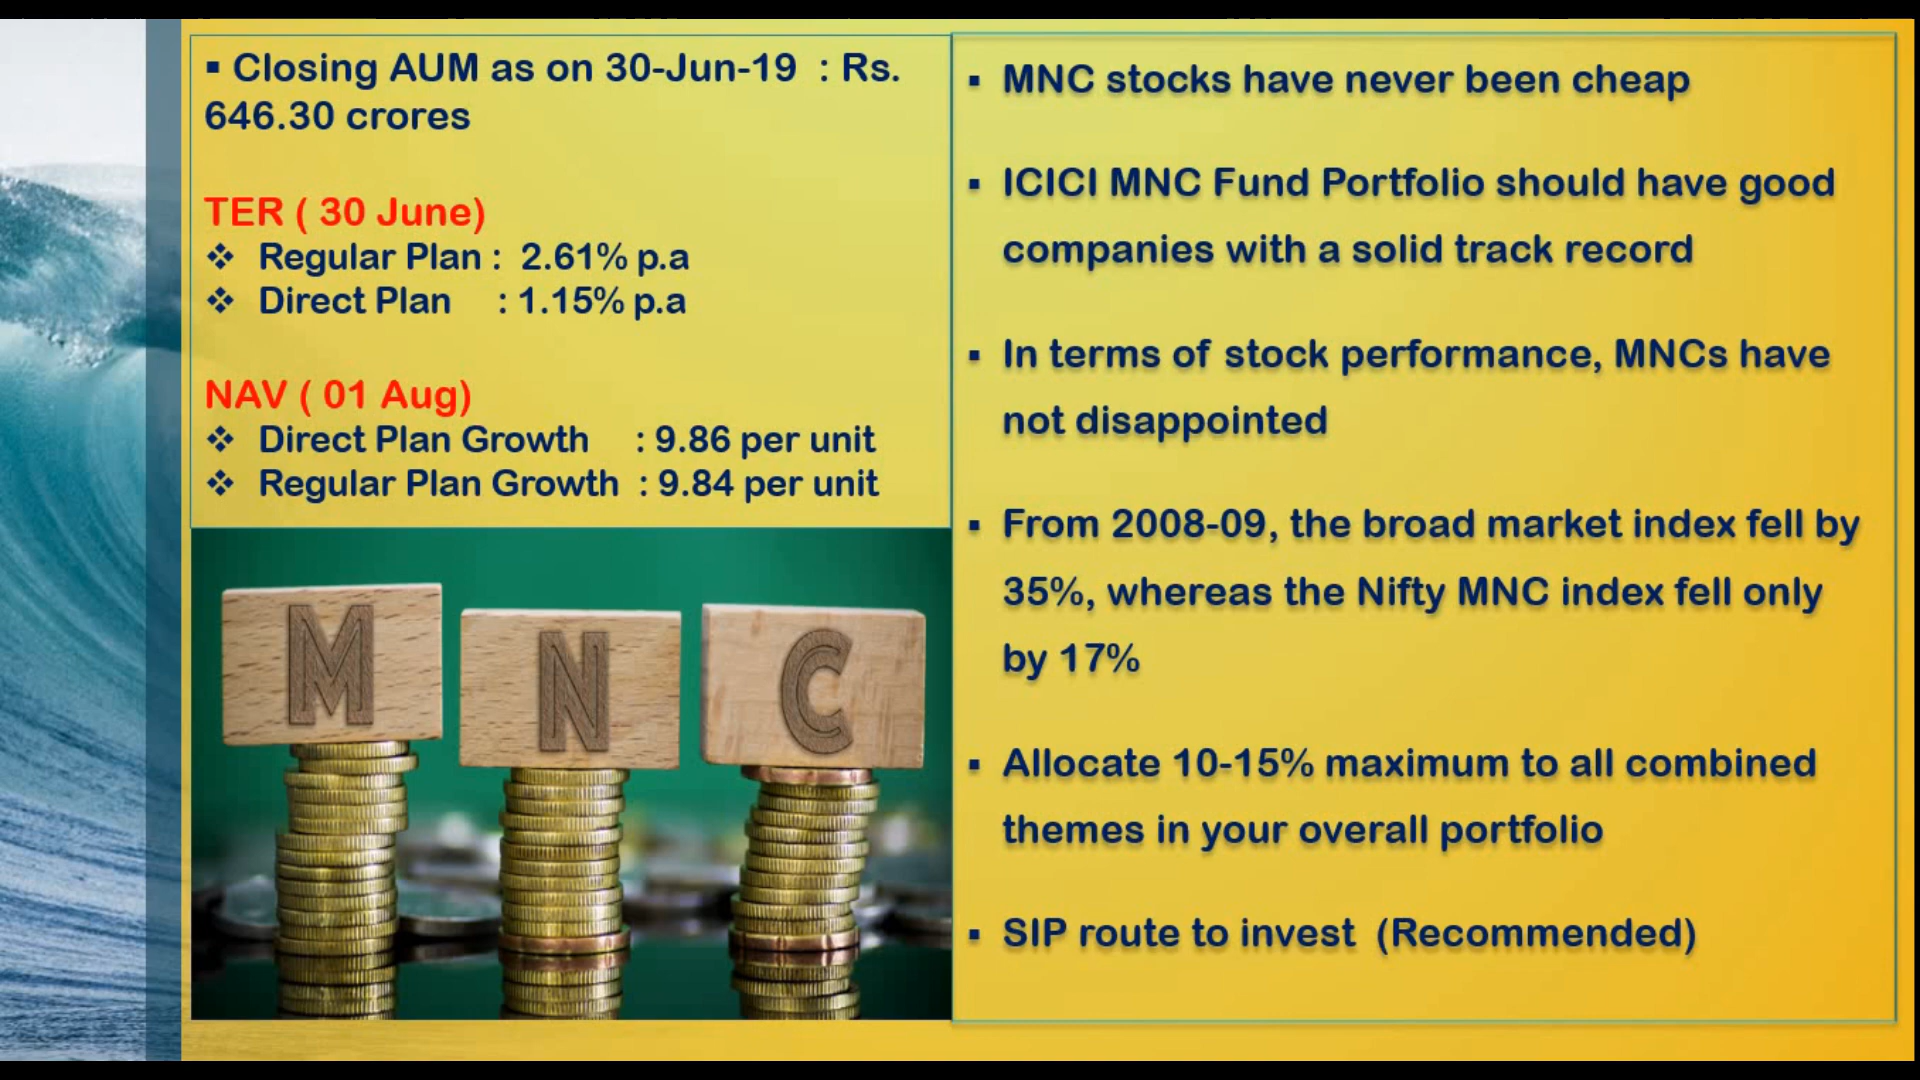 ▪ Closing AUM as on 30-Jun-19 : Rs.
646.30 crores
TER ( 30 June)
❖ Regular Plan : 2.61% p.a
❖ Direct Plan : 1.15% p.a
NAV ( 01 Aug)
❖ Direct Plan Growth : 9.86 per unit
❖ Regular Plan Growth : 9.84 per unit
M N C
▪ MNC stocks have never been cheap
▪ ICICI MNC Fund Portfolio should have good
companies with a solid track record
▪ In terms of stock performance, MNCs have
not disappointed
▪ From 2008-09, the broad market index fell by
35%, whereas the Nifty MNC index fell only
by 17%
▪ Allocate 10-15% maximum to all combined
themes in your overall portfolio
▪ SIP route to invest (Recommended)